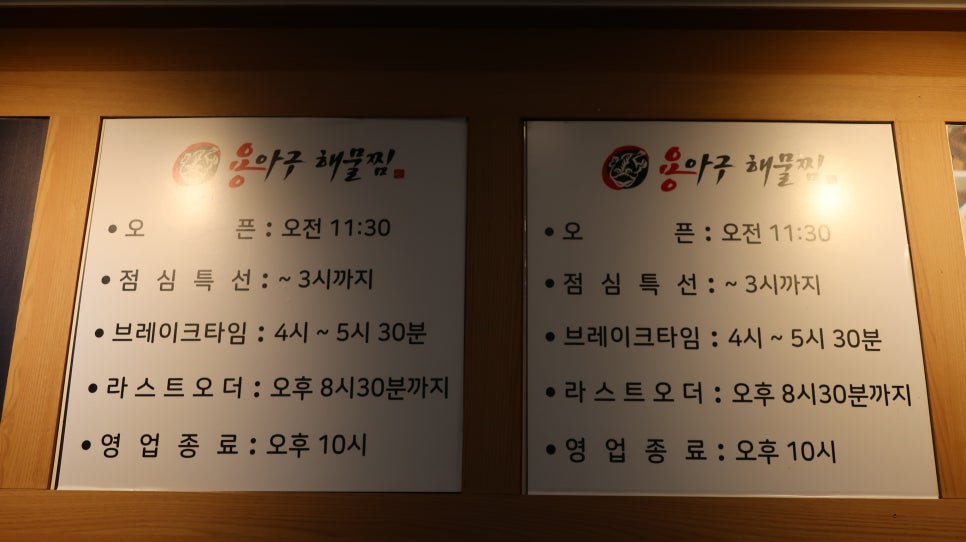 용아구 해물찜
• 오 픈 : 오전 11:30
• 점 심 특 선 : ~ 3시까지
• 브레이크타임 : 4시 ~ 5시 30분
• 라 스 트 오 더 : 오후 8시30분까지
• 영 업 종 료 : 오후 10시
용아구 해물찜
• 오 픈 : 오전 11:30
• 점 심 특 선 : ~ 3시까지
• 브레이크타임 : 4시 ~ 5시 30분
• 라 스 트 오 더 : 오후 8시30분까지
• 영 업 종 료 : 오후 10시